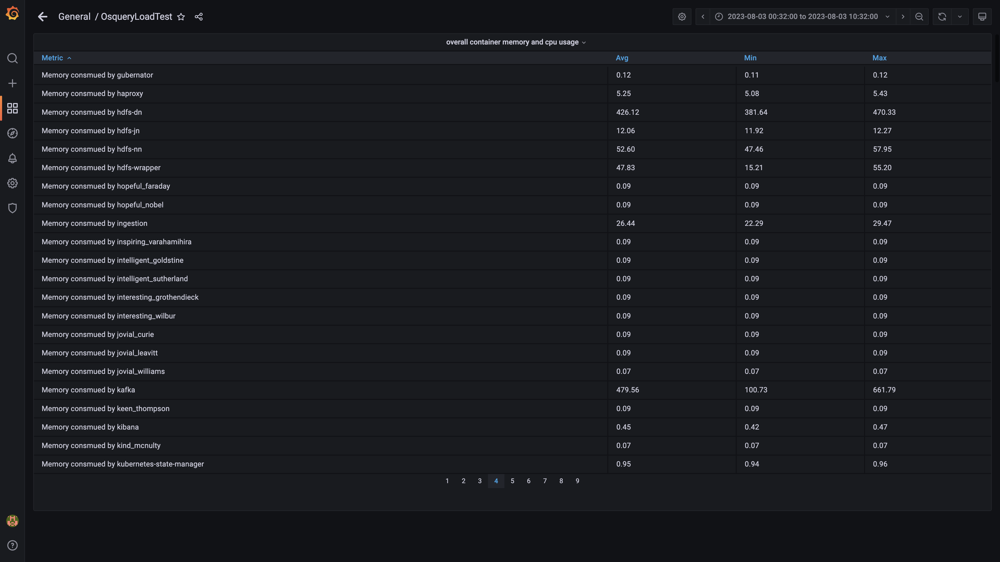 General / OsqueryLoadTest
2023-08-03 00:32:00 to 2023-08-03 10:32:00
overall container memory and cpu usage
Metric Avg Min Max
Memory consmued by gubernator 0.12 0.11 0.12
Memory consmued by haproxy 5.25 5.08 5.43
Memory consmued by hdfs-dn 426.12 381.64 470.33
Memory consmued by hdfs-jn 12.06 11.92 12.27
Memory consmued by hdfs-nn 52.60 47.46 57.95
Memory consmued by hdfs-wrapper 47.83 15.21 55.20
Memory consmued by hopeful_faraday 0.09 0.09 0.09
Memory consmued by hopeful_nobel 0.09 0.09 0.09
Memory consmued by ingestion 26.44 22.29 29.47
Memory consmued by inspiring_varahamihira 0.09 0.09 0.09
Memory consmued by intelligent_goldstine 0.09 0.09 0.09
Memory consmued by intelligent_sutherland 0.09 0.09 0.09
Memory consmued by interesting_grothendieck 0.09 0.09 0.09
Memory consmued by interesting_wilbur 0.09 0.09 0.09
Memory consmued by jovial_curie 0.09 0.09 0.09
Memory consmued by jovial_leavitt 0.09 0.09 0.09
Memory consmued by jovial_williams 0.07 0.07 0.07
Memory consmued by kafka 479.56 100.73 661.79
Memory consmued by keen_thompson 0.09 0.09 0.09
Memory consmued by kibana 0.45 0.42 0.47
Memory consmued by kind_mcnulty 0.07 0.07 0.07
Memory consmued by kubernetes-state-manager 0.95 0.94 0.96
1 2 3 4 5 6 7 8 9